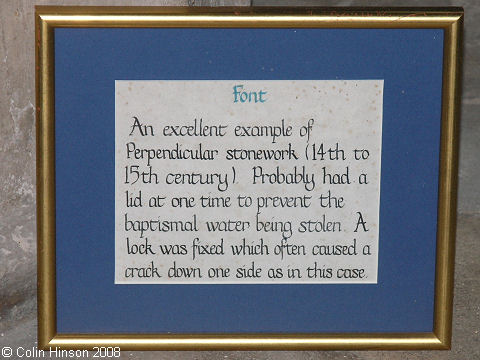 Font
An excellent example of
Perpendicular stonework (14th to
15th century). Probably had a
lid at one time to prevent the
baptismal water being stolen. A
lock was fixed which often caused a
crack down one side as in this case.
©Colin Hinson 2008